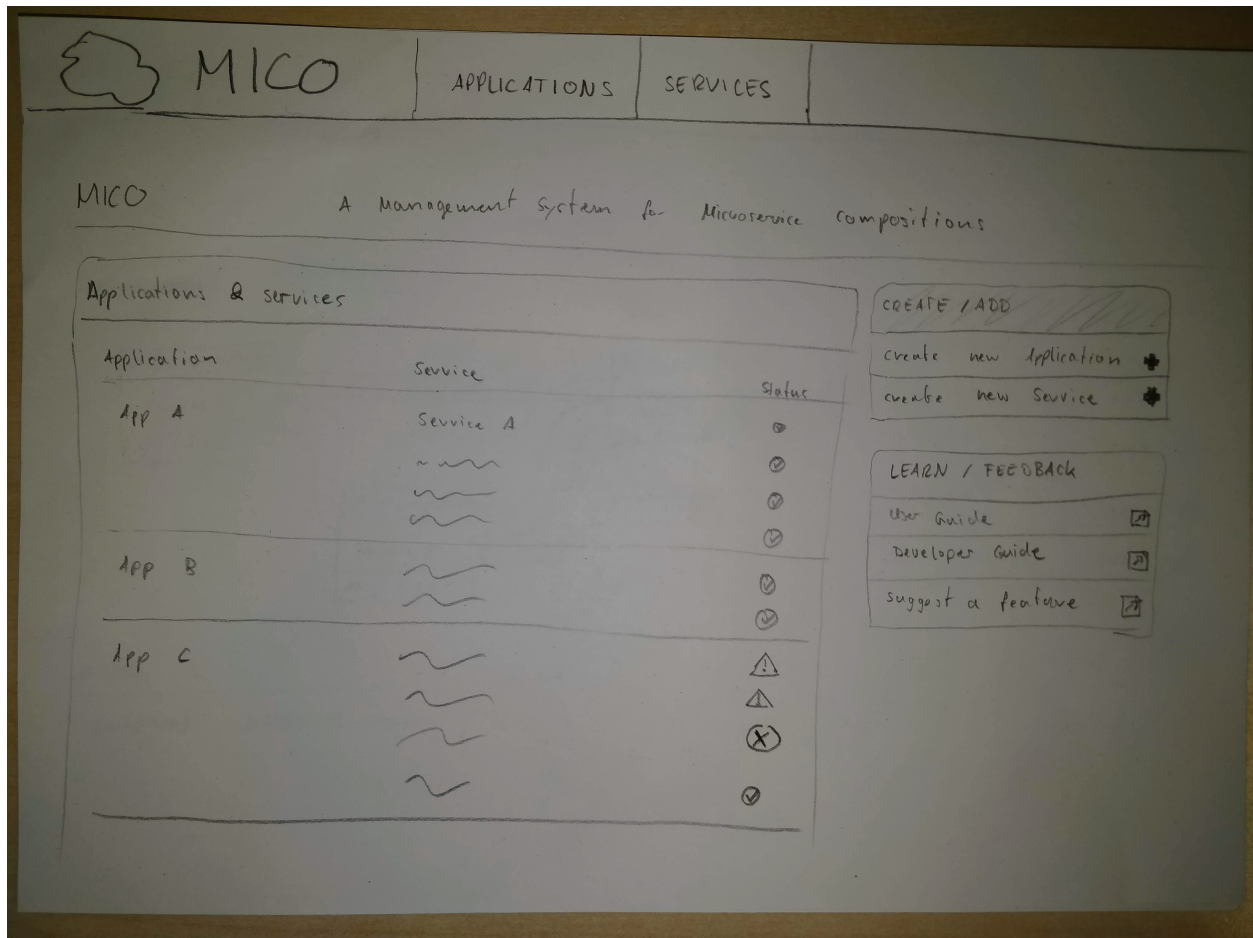 MICO APPLICATIONS SERVICES
MICO A Management System for Microservice compositions
Applications & services
Application Service Status
App A Service A
App B
App C
CREATE / ADD
create new Application
create new Service
LEARN / FEEDBACK
User Guide
Developer Guide
suggest a feature